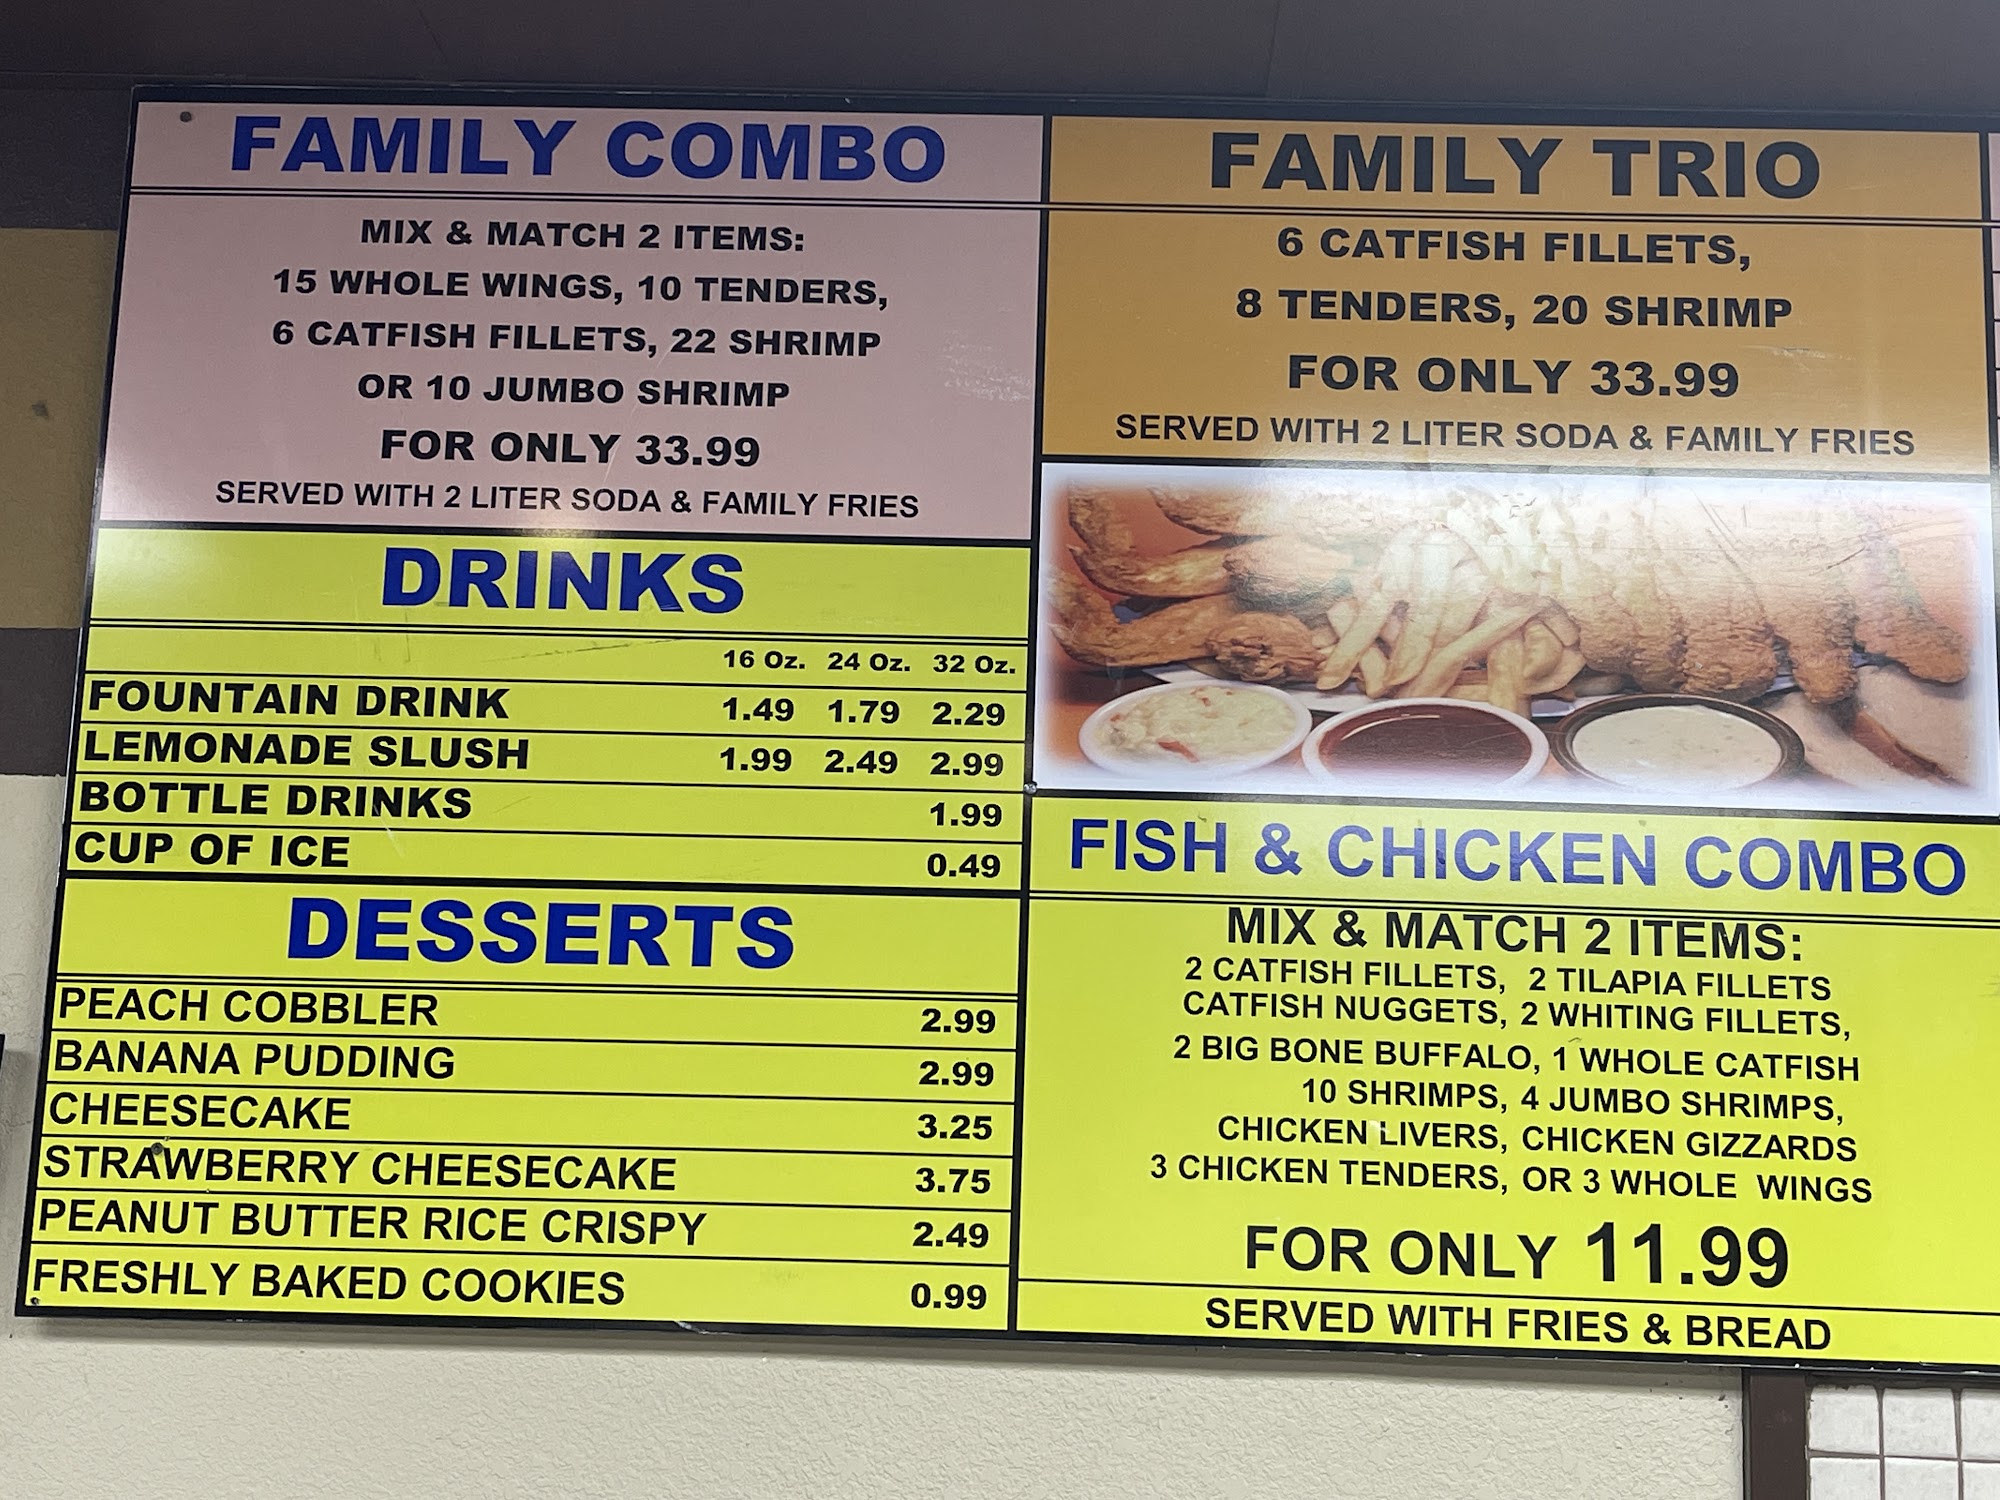 FAMILY COMBO
MIX & MATCH 2 ITEMS:
15 WHOLE WINGS, 10 TENDERS,
6 CATFISH FILLETS, 22 SHRIMP
OR 10 JUMBO SHRIMP
FOR ONLY 33.99
SERVED WITH 2 LITER SODA & FAMILY FRIES
DRINKS
16 Oz. 24 Oz. 32 Oz.
FOUNTAIN DRINK 1.49 1.79 2.29
LEMONADE SLUSH 1.99 2.49 2.99
BOTTLE DRINKS 1.99
CUP OF ICE 0.49
DESSERTS
PEACH COBBLER 2.99
BANANA PUDDING 2.99
CHEESECAKE 3.25
STRAWBERRY CHEESECAKE 3.75
PEANUT BUTTER RICE CRISPY 2.49
FRESHLY BAKED COOKIES 0.99
FAMILY TRIO
6 CATFISH FILLETS,
8 TENDERS, 20 SHRIMP
FOR ONLY 33.99
SERVED WITH 2 LITER SODA & FAMILY FRIES
FISH & CHICKEN COMBO
MIX & MATCH 2 ITEMS:
2 CATFISH FILLETS, 2 TILAPIA FILLETS
CATFISH NUGGETS, 2 WHITING FILLETS,
2 BIG BONE BUFFALO, 1 WHOLE CATFISH
10 SHRIMPS, 4 JUMBO SHRIMPS,
CHICKEN LIVERS, CHICKEN GIZZARDS
3 CHICKEN TENDERS, OR 3 WHOLE WINGS
FOR ONLY 11.99
SERVED WITH FRIES & BREAD